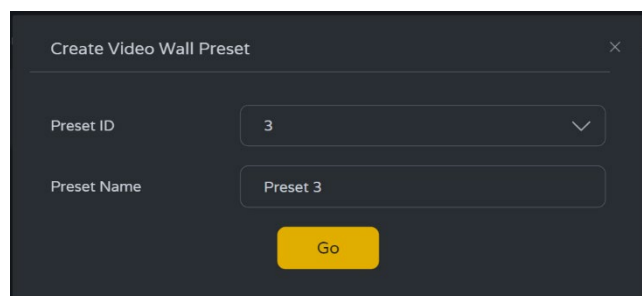 Create Video Wall Preset
Preset ID 3
Preset Name Preset 3
Go